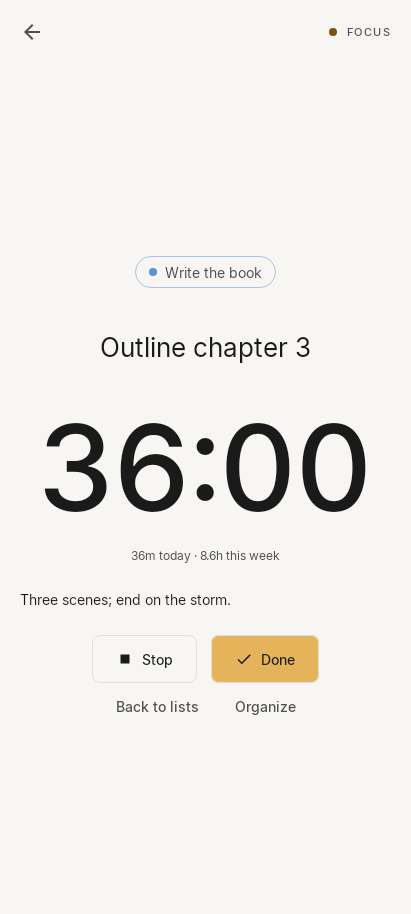 FOCUS
Write the book
Outline chapter 3
36:00
36m today · 8.6h this week
Three scenes; end on the storm.
Stop
Done
Back to lists
Organize